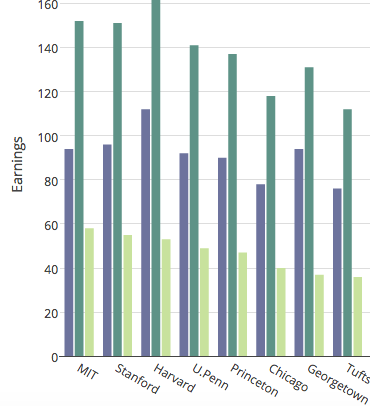 160
140
120
100
80
60
40
20
0
Earnings
MIT
Stanford
Harvard
U.Penn
Princeton
Chicago
Georgetown
Tufts